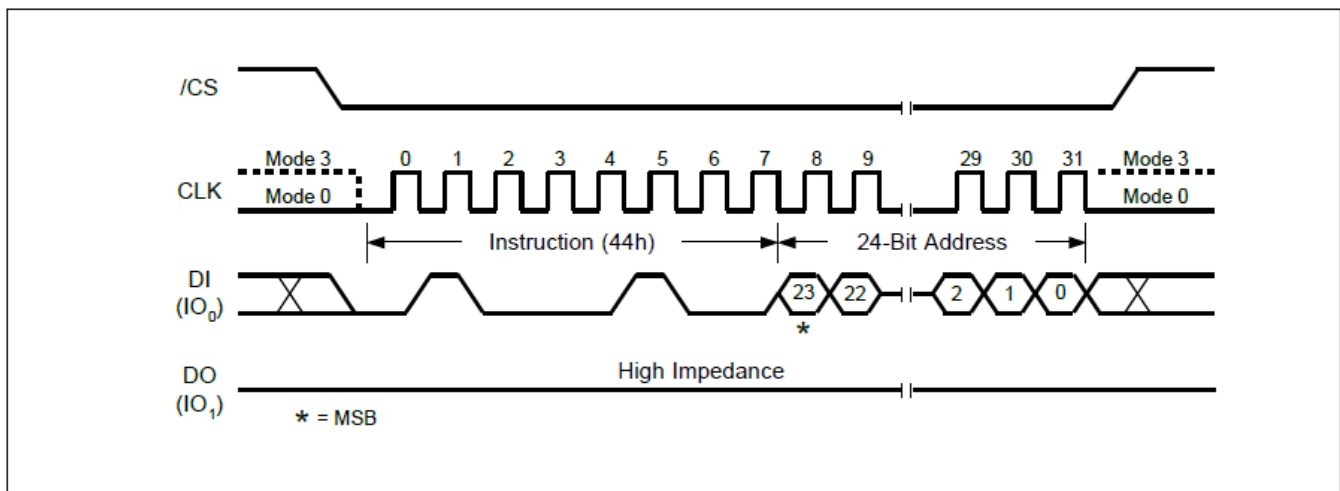 /CS
Mode 3 0 1 2 3 4 5 6 7 8 9 29 30 31 Mode 3
CLK
Mode 0 Mode 0
Instruction (44h) 24-Bit Address
DI
(IO0)
23 22 2 1 0
*
High Impedance
DO
(IO1)
* = MSB